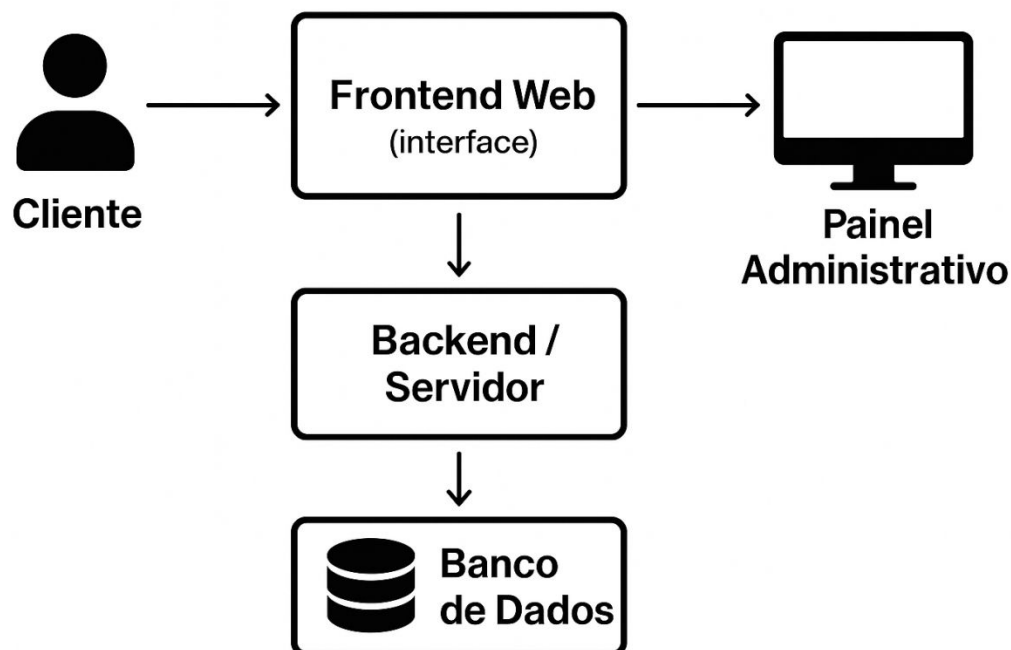 Cliente
Frontend Web
(interface)
Painel
Administrativo
Backend /
Servidor
Banco
de Dados